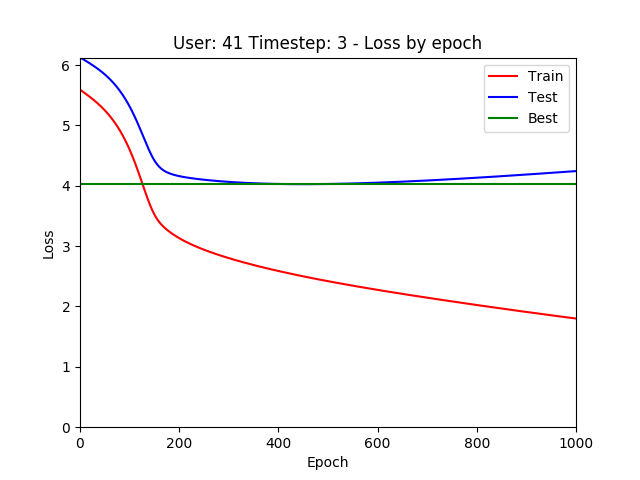 User: 41 Timestep: 3 - Loss by epoch
6
5
4
3
2
1
0
Loss
Train
Test
Best
0 200 400 600 800 1000
Epoch